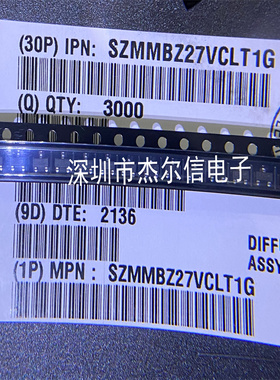 (30P) IPN: SZMMBZ27VCLT1G
(Q) QTY: 3000
深圳市杰尔信电子
(9D) DTE: 2136
DIFFU
ASSY
(1P) MPN : SZMMBZ27VCLT1G